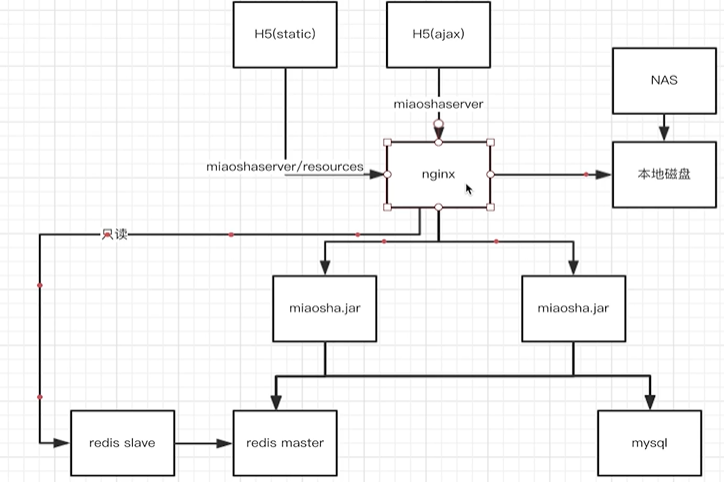 H5(static)
H5(ajax)
NAS
miaoshaserver
miaoshaserver/resources
nginx
本地磁盘
只读
miaosha.jar
miaosha.jar
redis slave
redis master
mysql